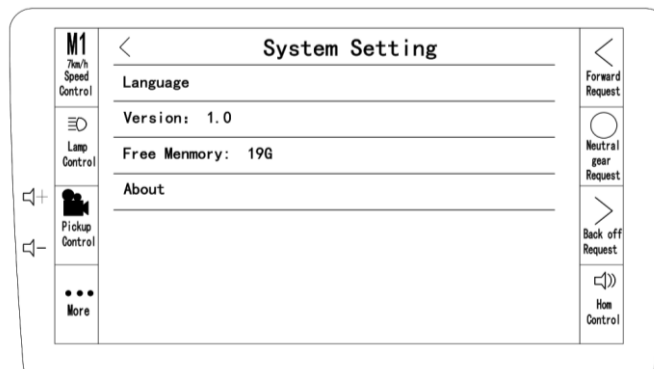 M1
7km/h
Speed
Control
Lamp
Control
Pickup
Control
More
System Setting
Language
Version: 1.0
Free Menmory: 19G
About
Forward
Request
Neutral
gear
Request
Back off
Request
Hom
Control